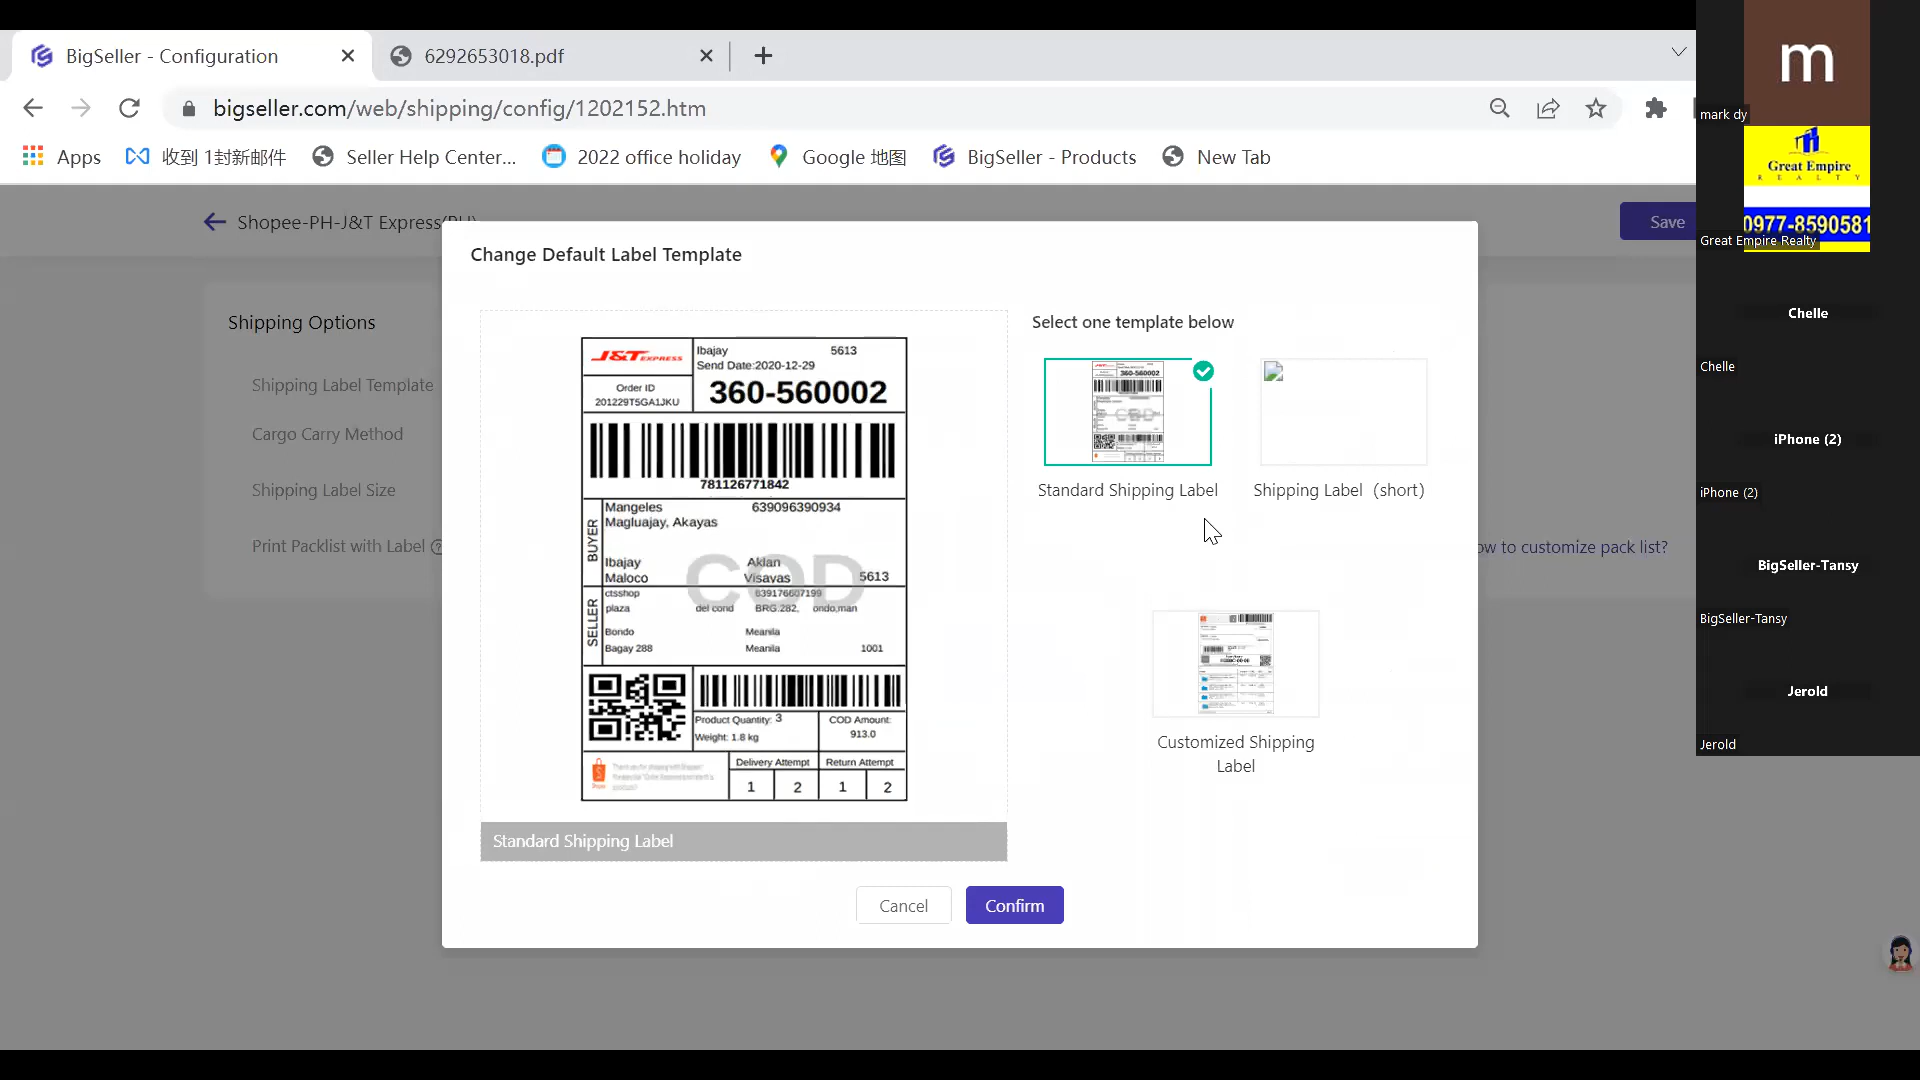 BigSeller - Configuration
6292653018.pdf
bigseller.com/web/shipping/config/1202152.htm
Apps
收到 1封新邮件
Seller Help Center...
2022 office holiday
Google 地图
BigSeller - Products
New Tab
Shopee-PH-J&T Express(PH)
Save
Shipping Options
Shipping Label Template
Cargo Carry Method
Shipping Label Size
Print Packlist with Label
ow to customize pack list?
Change Default Label Template
J&T EXPRESS
Ibajay 5613
Send Date:2020-12-29
Order ID
201229T5GA1JKU
360-560002
781126771842
BUYER
Mangeles 639096390934
Magluajay, Akayas
Ibajay Aklan
Maloco Visayas 5613
COD
SELLER
ctsshop 639176607199
plaza del cond BRG.282, ondo,man
Bondo Meanila
Bagay 288 Meanila 1001
Product Quantity: 3
Weight: 1.8 kg
COD Amount:
913.0
Delivery Attempt Return Attempt
1 2 1 2
Standard Shipping Label
Select one template below
360-560002
COD
Standard Shipping Label
Shipping Label (short)
Customized Shipping
Label
Cancel
Confirm
m
mark dy
Great Empire
REALTY
0977-8590581
Great Empire Realty
Chelle
Chelle
iPhone (2)
iPhone (2)
BigSeller-Tansy
BigSeller-Tansy
Jerold
Jerold